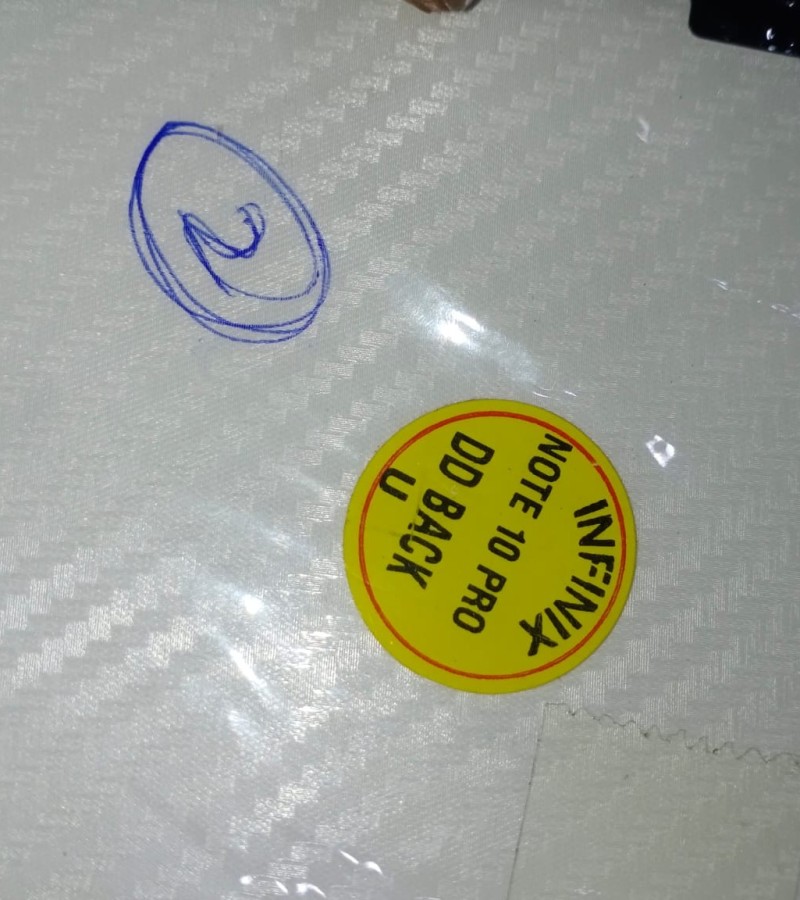 2
INFINIX
NOTE 10 PRO
DD BACK
U